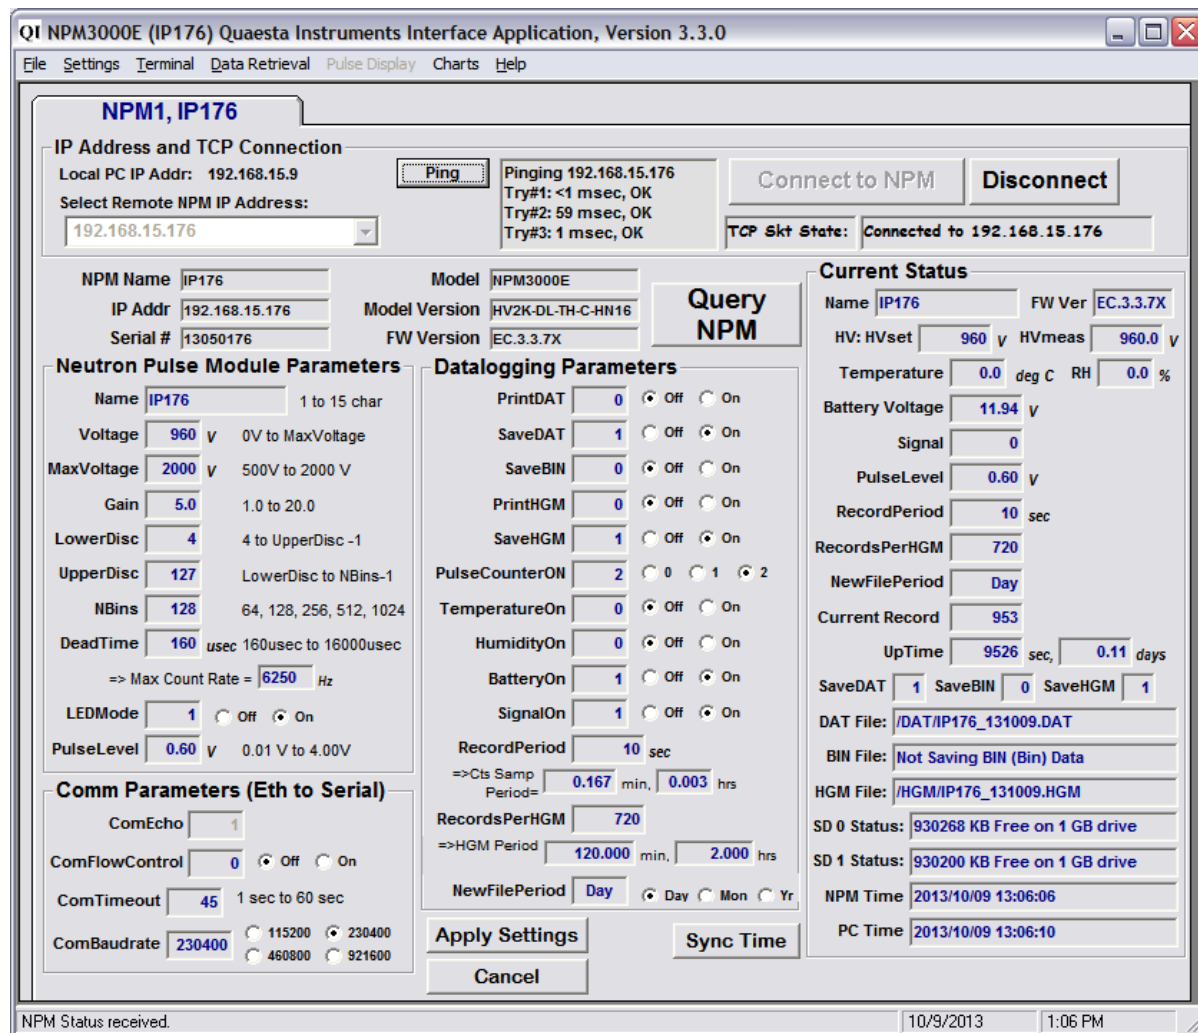 QI NPM3000E (IP176) Quaesta Instruments Interface Application, Version 3.3.0
File Settings Terminal Data Retrieval Pulse Display Charts Help
NPM1, IP176
IP Address and TCP Connection
Local PC IP Addr: 192.168.15.9
Select Remote NPM IP Address:
192.168.15.176
Ping
Pinging 192.168.15.176
Try#1: <1 msec, OK
Try#2: 59 msec, OK
Try#3: 1 msec, OK
Connect to NPM
Disconnect
TCP Skt State: Connected to 192.168.15.176
NPM Name IP176
IP Addr 192.168.15.176
Serial # 13050176
Model NPM3000E
Model Version HV2K-DL-TH-C-HN16
FW Version EC.3.3.7X
Query
NPM
Neutron Pulse Module Parameters
Name IP176 1 to 15 char
Voltage 960 V 0V to MaxVoltage
MaxVoltage 2000 V 500V to 2000 V
Gain 5.0 1.0 to 20.0
LowerDisc 4 4 to UpperDisc -1
UpperDisc 127 LowerDisc to NBins-1
NBins 128 64, 128, 256, 512, 1024
DeadTime 160 usec 160usec to 16000usec
=> Max Count Rate = 6250 Hz
LEDMode 1 Off On
PulseLevel 0.60 V 0.01 V to 4.00V
Comm Parameters (Eth to Serial)
ComEcho 1
ComFlowControl 0 Off On
ComTimeout 45 1 sec to 60 sec
ComBaudrate 230400 115200 230400
460800 921600
Datalogging Parameters
PrintDAT 0 Off On
SaveDAT 1 Off On
SaveBIN 0 Off On
PrintHGM 0 Off On
SaveHGM 1 Off On
PulseCounterON 2 0 1 2
TemperatureOn 0 Off On
HumidityOn 0 Off On
BatteryOn 1 Off On
SignalOn 1 Off On
RecordPeriod 10 sec
=>Cts Samp
Period= 0.167 min, 0.003 hrs
RecordsPerHGM 720
=>HGM Period 120.000 min, 2.000 hrs
NewFilePeriod Day Day Mon Yr
Apply Settings
Cancel
Sync Time
Current Status
Name IP176 FW Ver EC.3.3.7X
HV: HVset 960 V HVmeas 960.0 V
Temperature 0.0 deg C RH 0.0 %
Battery Voltage 11.94 V
Signal 0
PulseLevel 0.60 V
RecordPeriod 10 sec
RecordsPerHGM 720
NewFilePeriod Day
Current Record 953
UpTime 9526 sec, 0.11 days
SaveDAT 1 SaveBIN 0 SaveHGM 1
DAT File: /DAT/IP176_131009.DAT
BIN File: Not Saving BIN (Bin) Data
HGM File: /HGM/IP176_131009.HGM
SD 0 Status: 930268 KB Free on 1 GB drive
SD 1 Status: 930200 KB Free on 1 GB drive
NPM Time 2013/10/09 13:06:06
PC Time 2013/10/09 13:06:10
NPM Status received. 10/9/2013 1:06 PM